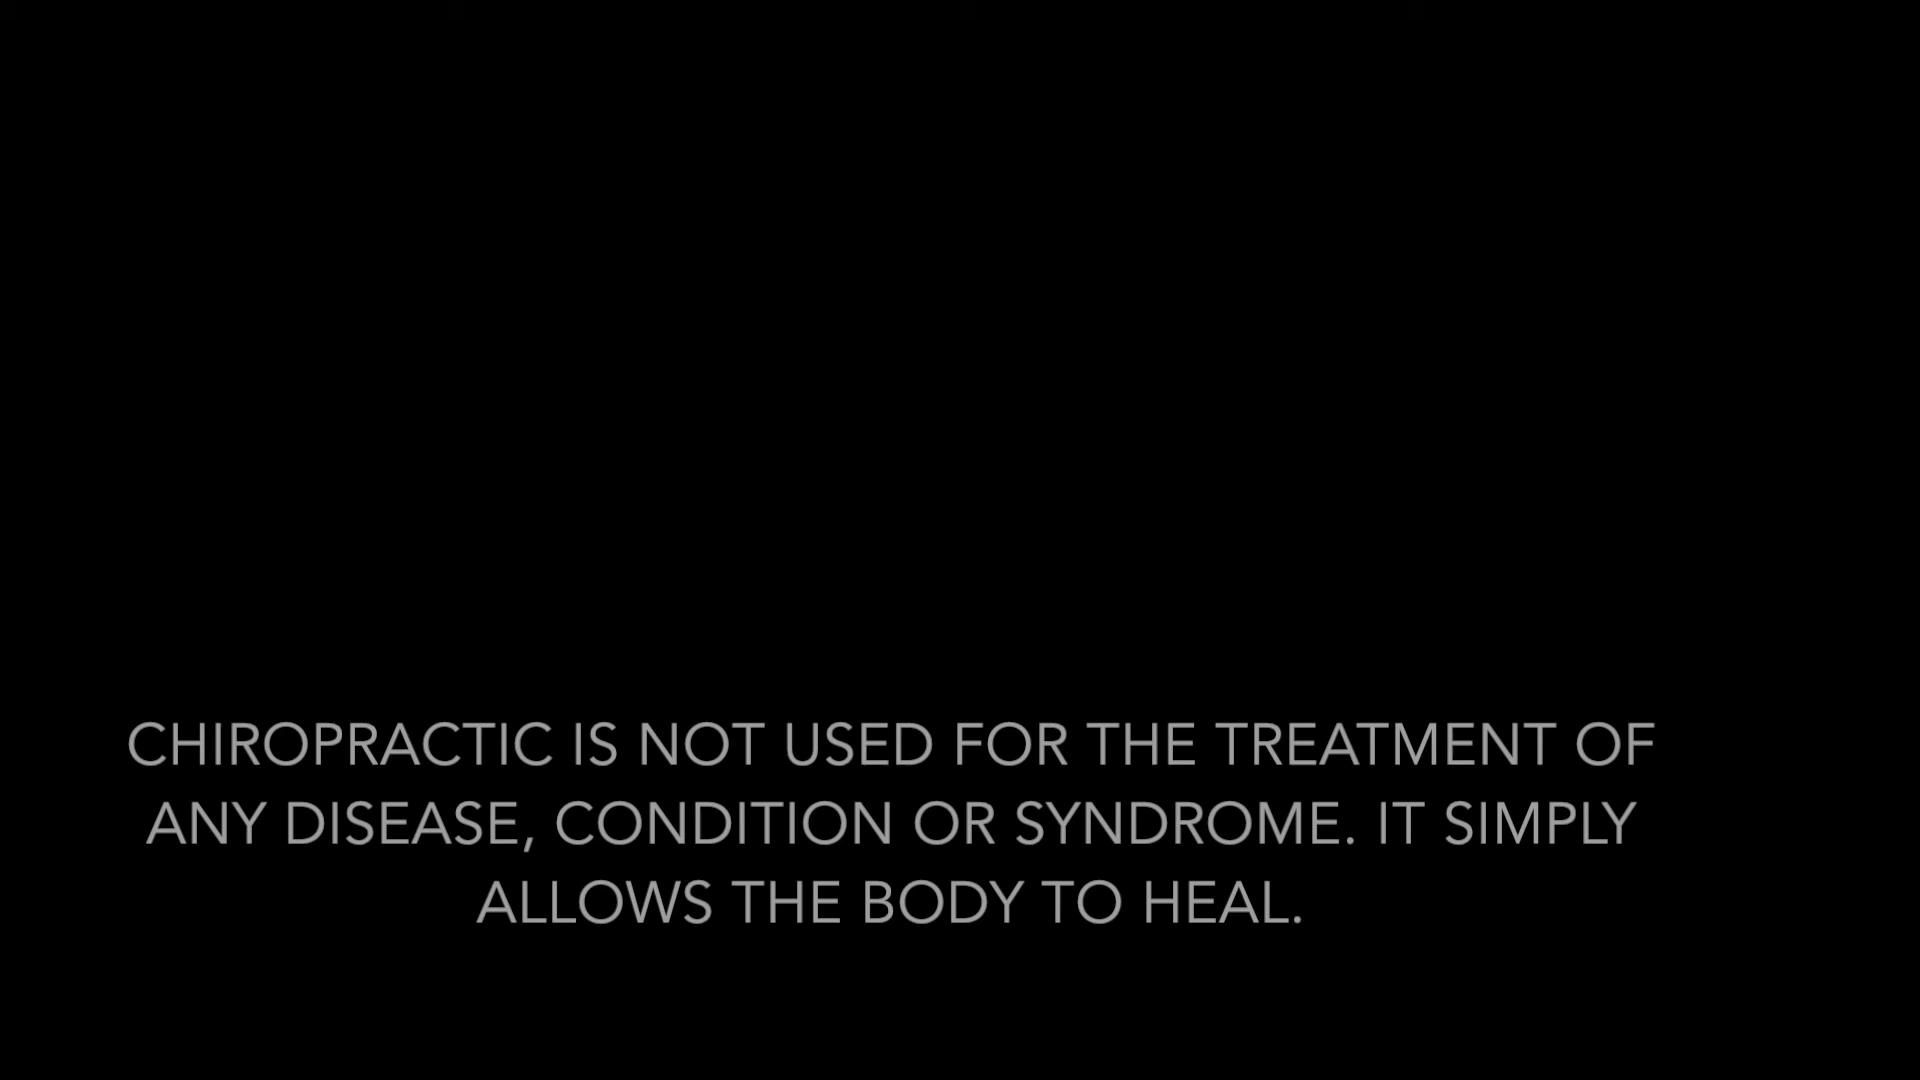 CHIROPRACTIC IS NOT USED FOR THE TREATMENT OF
ANY DISEASE, CONDITION OR SYNDROME. IT SIMPLY
ALLOWS THE BODY TO HEAL.